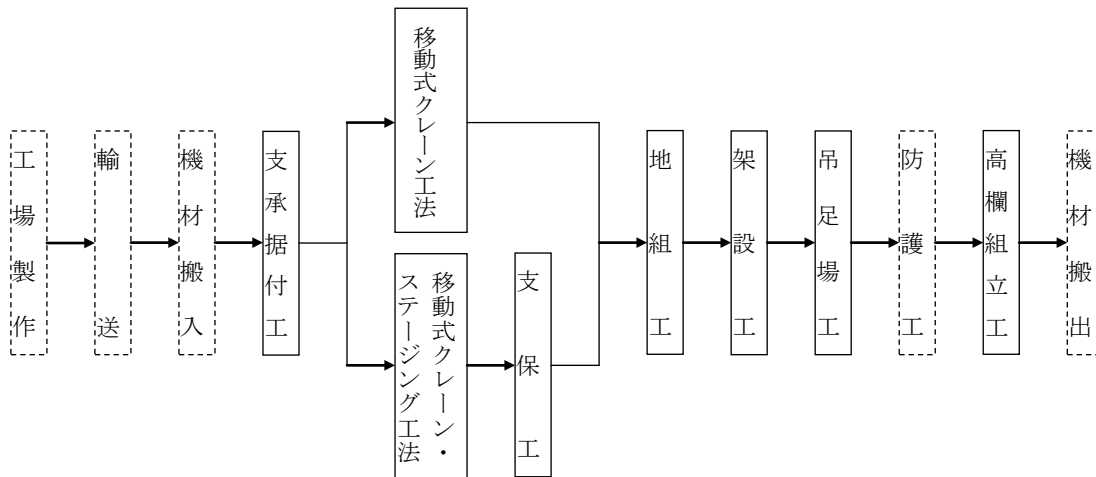 工場製作
輸送
機材搬入
支承据付工
移動式クレーン工法
移動式クレーン・
ステージング工法
支保工
地組工
架設工
吊足場工
防護工
高欄組立工
機材搬出